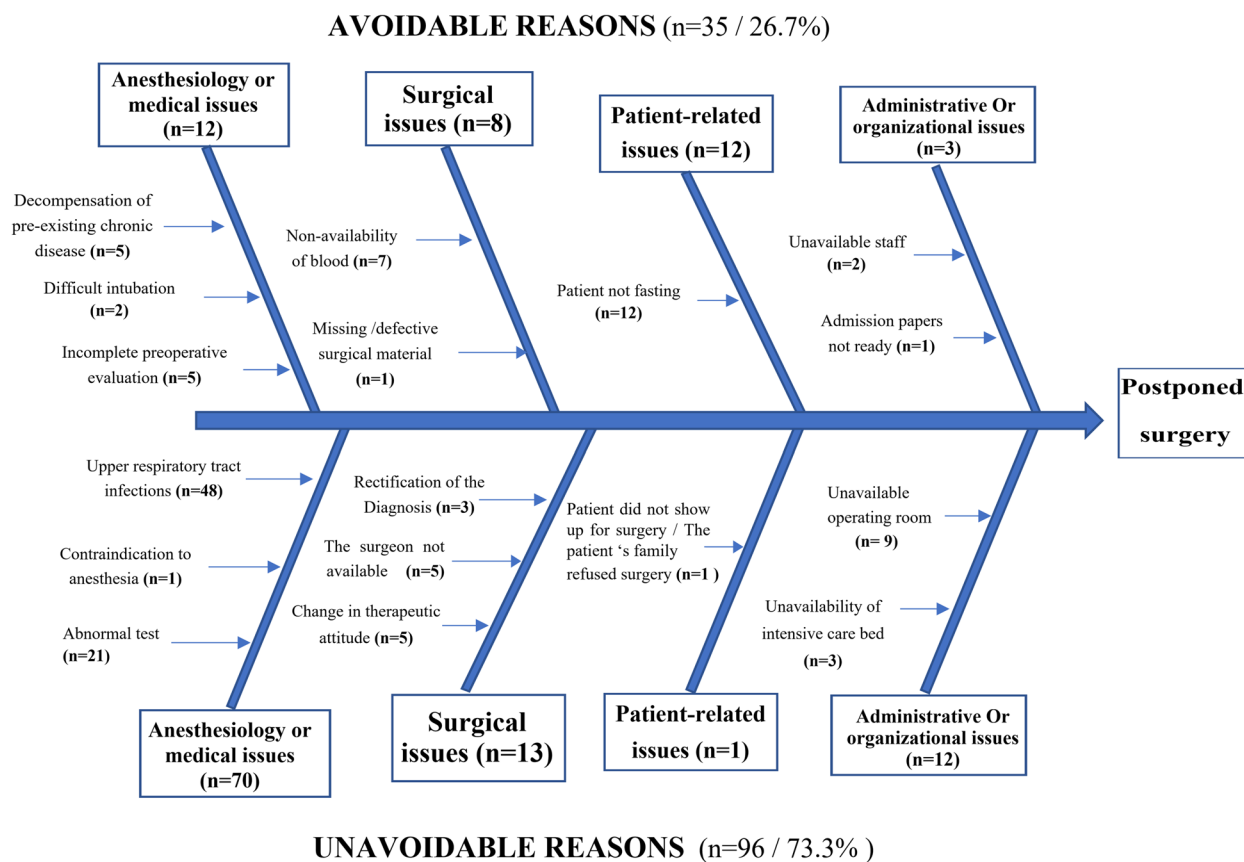 AVOIDABLE REASONS (n=35 / 26.7%)
Anesthesiology or
medical issues
(n=12)
Surgical
issues (n=8)
Patient-related
issues (n=12)
Administrative Or
organizational issues
(n=3)
Decompensation of
pre-existing chronic
disease (n=5)
Difficult intubation
(n=2)
Incomplete preoperative
evaluation (n=5)
Non-availability
of blood (n=7)
Missing /defective
surgical material
(n=1)
Patient not fasting
(n=12)
Unavailable staff
(n=2)
Admission papers
not ready (n=1)
Postponed
surgery
Upper respiratory tract
infections (n=48)
Contraindication to
anesthesia (n=1)
Abnormal test
(n=21)
Rectification of the
Diagnosis (n=3)
The surgeon not
available (n=5)
Change in therapeutic
attitude (n=5)
Patient did not show
up for surgery / The
patient ‘s family
refused surgery (n=1 )
Unavailable
operating room
(n= 9)
Unavailability of
intensive care bed
(n=3)
Anesthesiology or
medical issues
(n=70)
Surgical
issues (n=13)
Patient-related
issues (n=1)
Administrative Or
organizational issues
(n=12)
UNAVOIDABLE REASONS (n=96 / 73.3% )